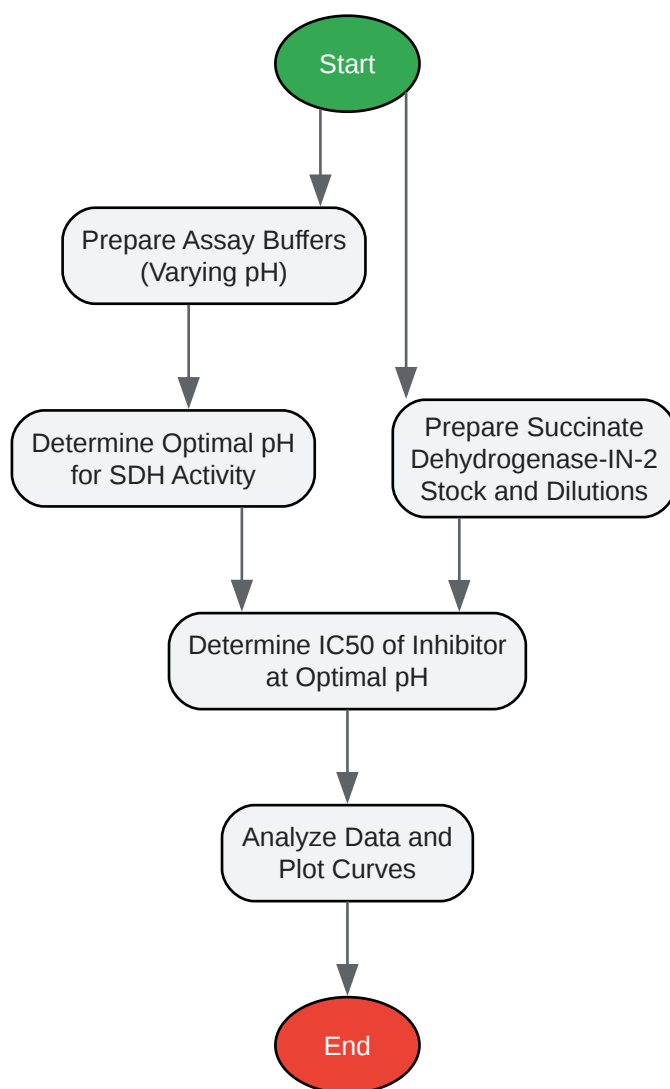 Start
Prepare Assay Buffers
(Varying pH)
Determine Optimal pH
for SDH Activity
Prepare Succinate
Dehydrogenase-IN-2
Stock and Dilutions
Determine IC50 of Inhibitor
at Optimal pH
Analyze Data and
Plot Curves
End